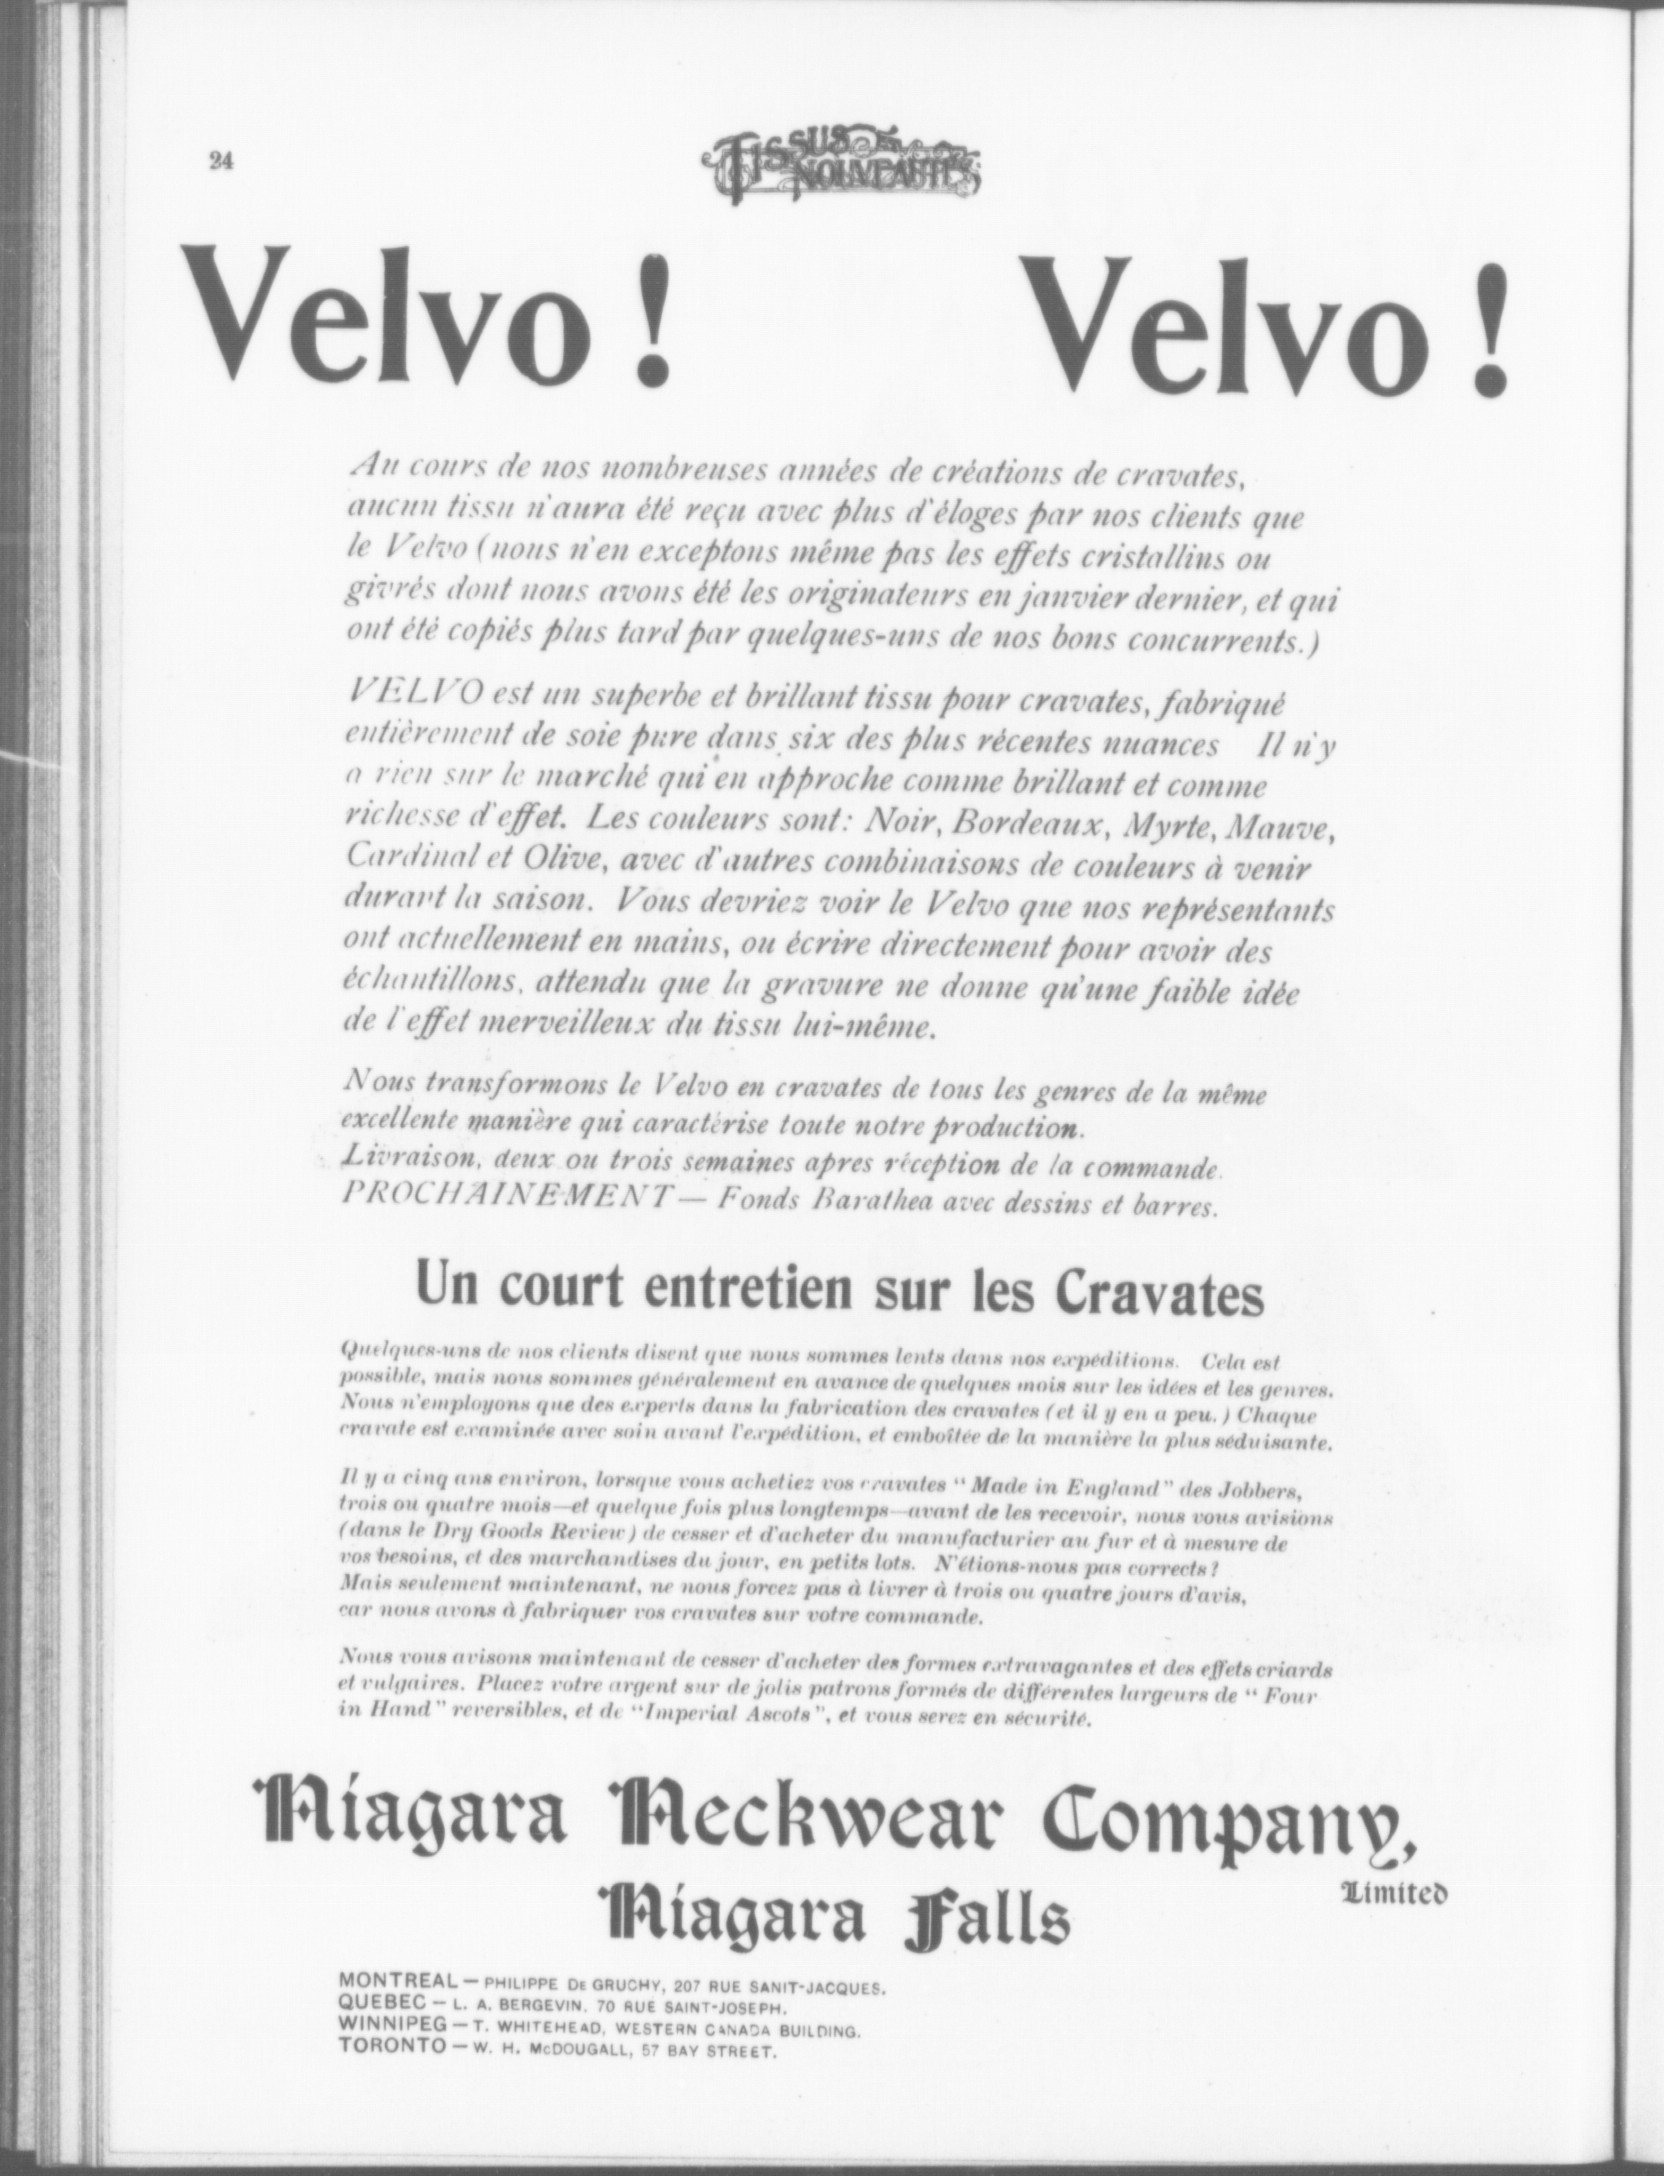 24
TISSUS ET NOUVEAUTÉS,
Velvo ! Velvo !
Au cours de nos nombreuses années de créations de cravates,
aucun tissu n'aura été reçu avec plus d'éloges par nos clients que
le Velvo (nous n'en exceptons même pas les effets cristallins ou
givrés dont nous avons été les originateurs en janvier dernier, et qui
ont été copiés plus tard par quelques-uns de nos bons concurrents.)
VELVO est un superbe et brillant tissu pour cravates, fabriqué
entièrement de soie pure dans six des plus récentes nuances Il n'y
a rien sur le marché qui en approche comme brillant et comme
richesse d'effet. Les couleurs sont: Noir, Bordeaux, Myrte, Mauve,
Cardinal et Olive, avec d'autres combinaisons de couleurs à venir
durant la saison. Vous devriez voir le Velvo que nos représentants
ont actuellement en mains, ou écrire directement pour avoir des
échantillons, attendu que la gravure ne donne qu'une faible idée
de l'effet merveilleux du tissu lui-même.
Nous transformons le Velvo en cravates de tous les genres de la même
excellente manière qui caractérise toute notre production.
Livraison, deux ou trois semaines apres réception de la commande.
PROCHAINEMENT — Fonds Barathea avec dessins et barres.
Un court entretien sur les Cravates
Quelques-uns de nos clients disent que nous sommes lents dans nos expéditions. Cela est
possible, mais nous sommes généralement en avance de quelques mois sur les idées et les genres.
Nous n'employons que des experts dans la fabrication des cravates (et il y en a peu.) Chaque
cravate est examinée avec soin avant l'expédition, et emboîtée de la manière la plus séduisante.
Il y a cinq ans environ, lorsque vous achetiez vos cravates “ Made in England ” des Jobbers,
trois ou quatre mois—et quelque fois plus longtemps—avant de les recevoir, nous vous avisions
(dans le Dry Goods Review) de cesser et d'acheter du manufacturier au fur et à mesure de
vos besoins, et des marchandises du jour, en petits lots. N'étions-nous pas corrects?
Mais seulement maintenant, ne nous forcez pas à livrer à trois ou quatre jours d'avis,
car nous avons à fabriquer vos cravates sur votre commande.
Nous vous avisons maintenant de cesser d'acheter des formes extravagantes et des effets criards
et vulgaires. Placez votre argent sur de jolis patrons formés de différentes largeurs de “ Four
in Hand ” reversibles, et de “Imperial Ascots”, et vous serez en sécurité.
Niagara Neckwear Company,
Limited
Niagara Falls
MONTREAL — PHILIPPE DE GRUCHY, 207 RUE SANIT-JACQUES.
QUEBEC — L. A. BERGEVIN. 70 RUE SAINT-JOSEPH.
WINNIPEG — T. WHITEHEAD, WESTERN CANADA BUILDING.
TORONTO — W. H. McDOUGALL, 57 BAY STREET.